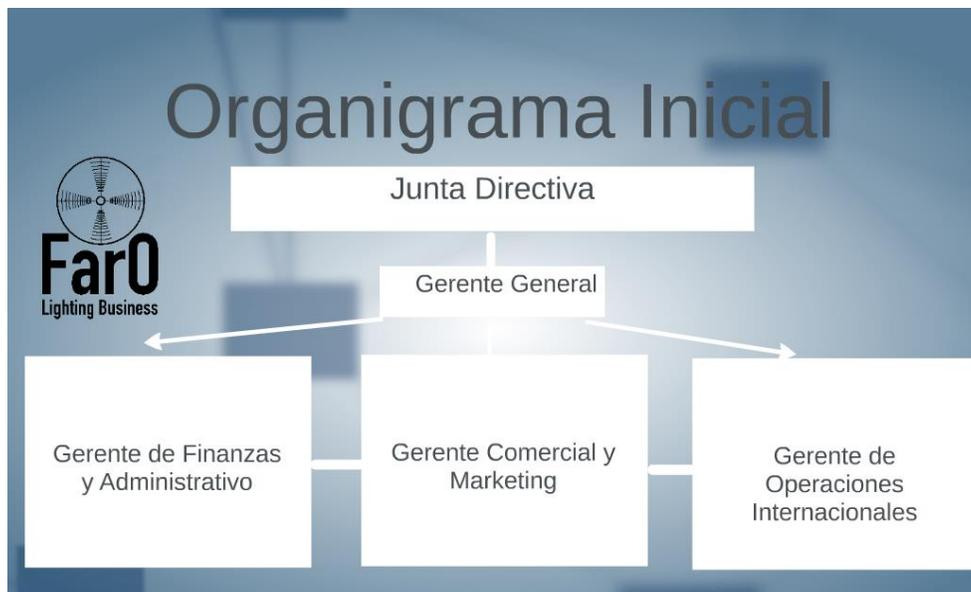 Organigrama Inicial
Junta Directiva
FarO
Lighting Business
Gerente General
Gerente de Finanzas
y Administrativo
Gerente Comercial y
Marketing
Gerente de
Operaciones
Internacionales